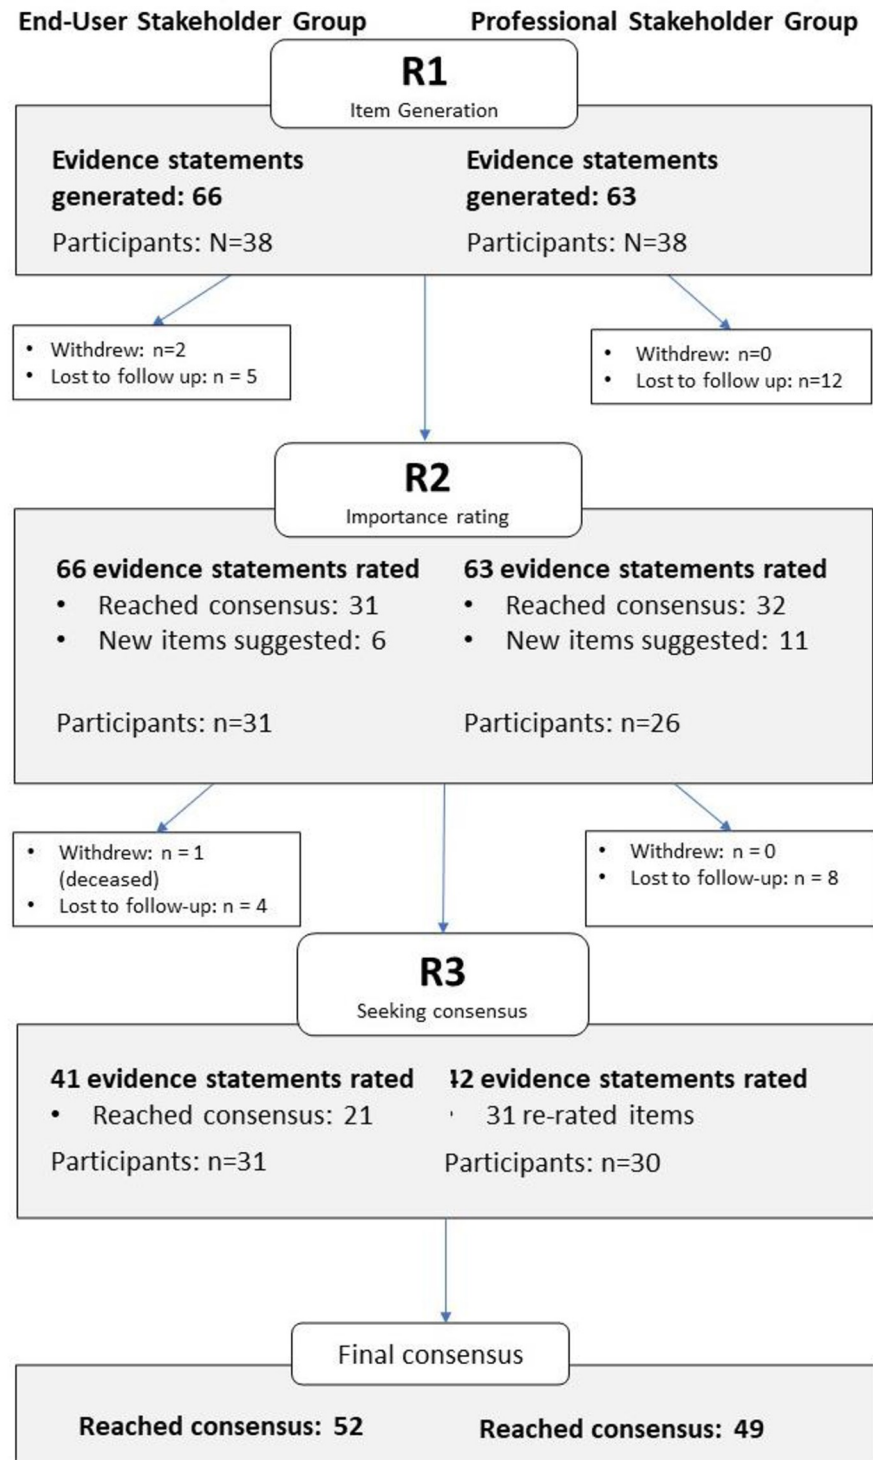 End-User Stakeholder Group
Professional Stakeholder Group
R1
Item Generation
Evidence statements
generated: 66
Participants: N=38
Evidence statements
generated: 63
Participants: N=38
• Withdrew: n=2
• Lost to follow up: n = 5
• Withdrew: n=0
• Lost to follow up: n=12
R2
Importance rating
66 evidence statements rated
• Reached consensus: 31
• New items suggested: 6
Participants: n=31
63 evidence statements rated
• Reached consensus: 32
• New items suggested: 11
Participants: n=26
• Withdrew: n = 1
(deceased)
• Lost to follow-up: n = 4
• Withdrew: n = 0
• Lost to follow-up: n = 8
R3
Seeking consensus
41 evidence statements rated
• Reached consensus: 21
Participants: n=31
evidence statements rated
• 31 re-rated items
Participants: n=30
Final consensus
Reached consensus: 52
Reached consensus: 49